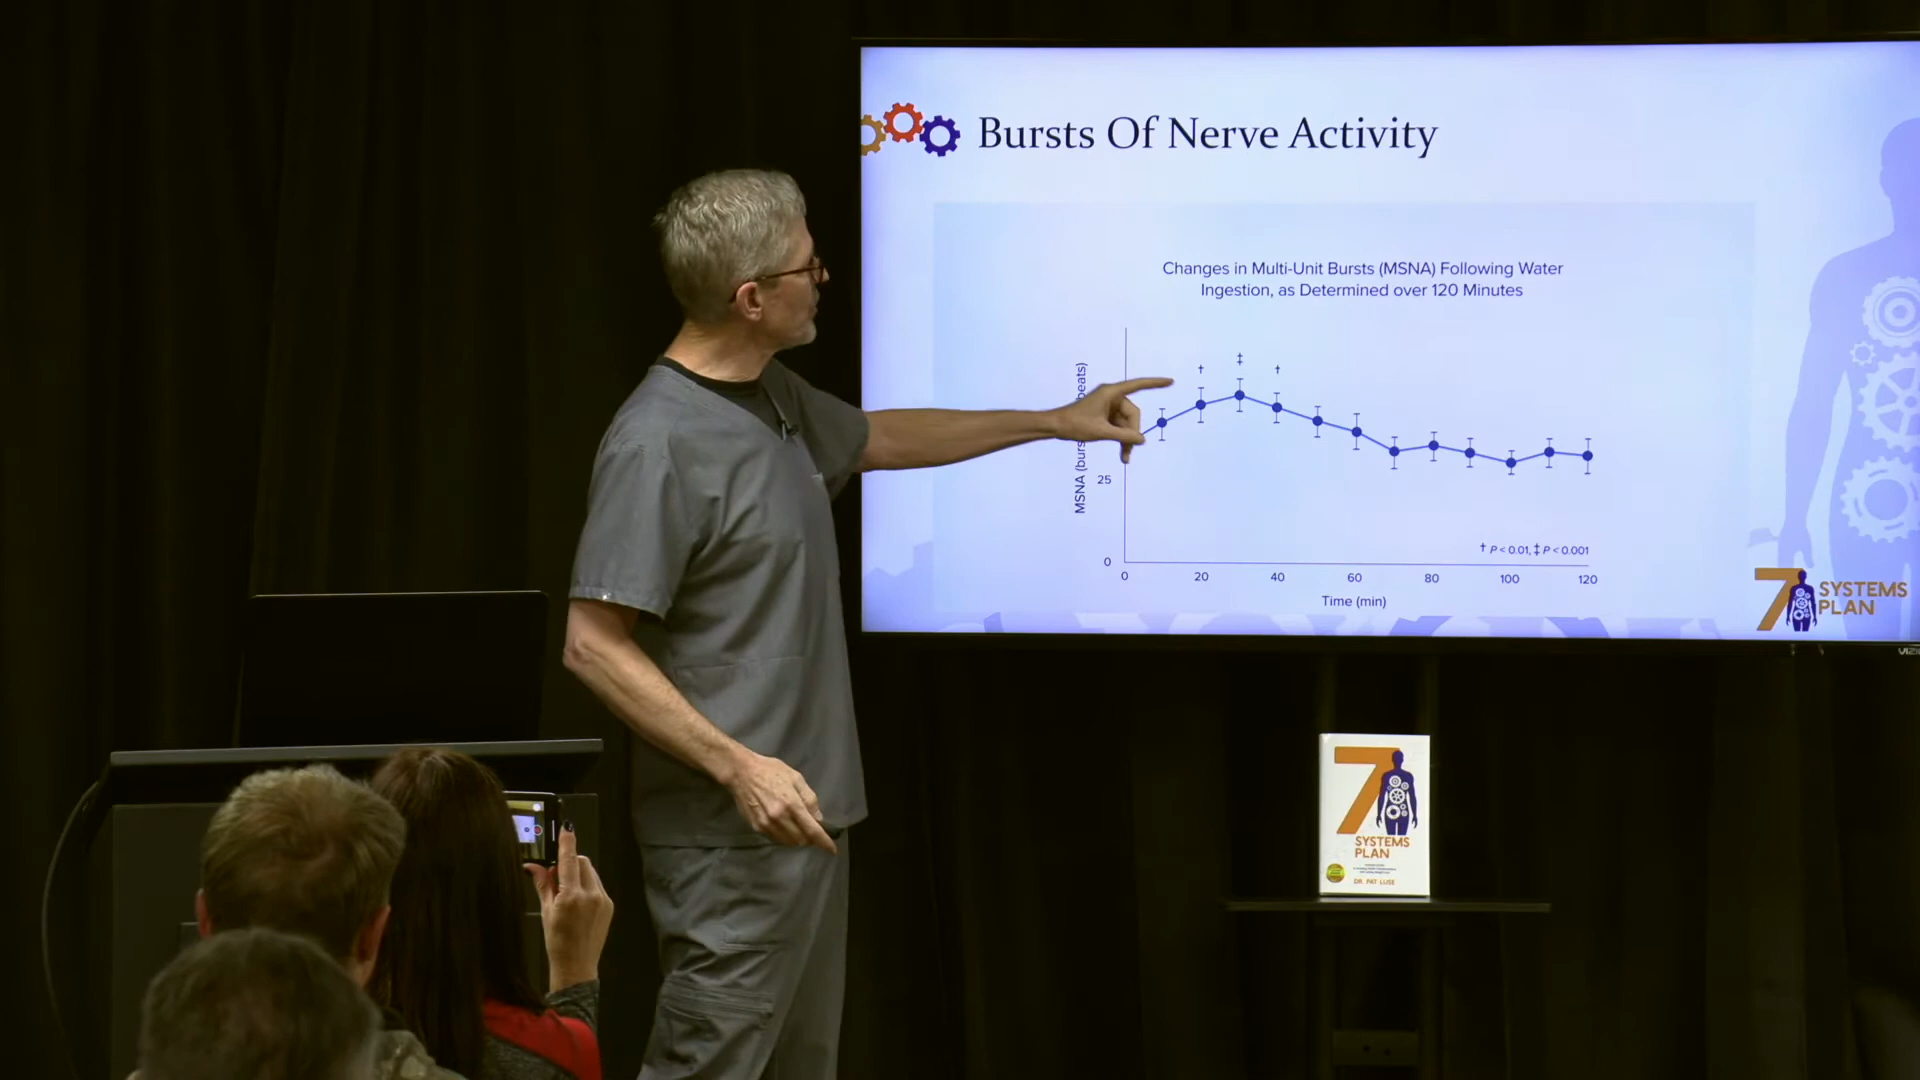 Bursts Of Nerve Activity
Changes in Multi-Unit Bursts (MSNA) Following Water
Ingestion, as Determined over 120 Minutes
†
‡
†
MSNA (burs
beats)
25
0
† P < 0.01, ‡ P < 0.001
0 20 40 60 80 100 120
Time (min)
7 SYSTEMS
PLAN
7
SYSTEMS
PLAN
DR. PAT LUSE